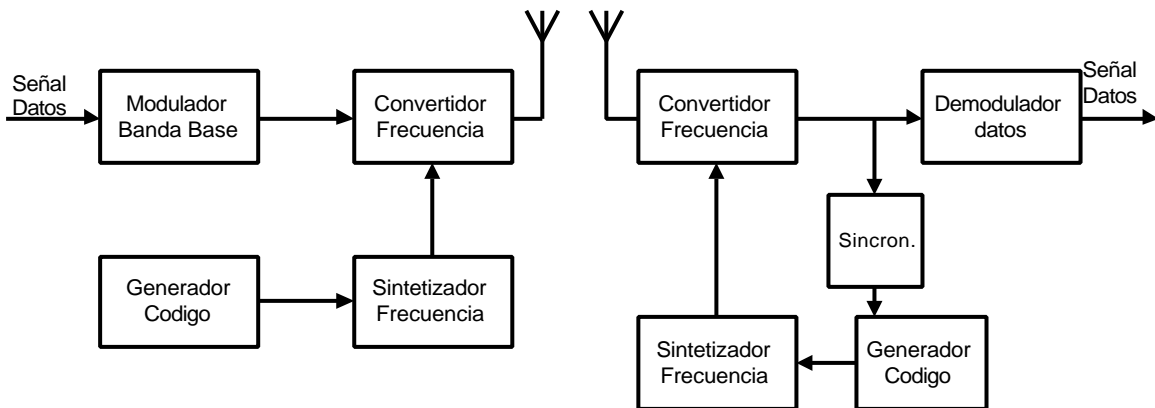 Señal
Datos
Modulador
Banda Base
Convertidor
Frecuencia
Generador
Codigo
Sintetizador
Frecuencia
Convertidor
Frecuencia
Demodulador
datos
Señal
Datos
Sincron.
Sintetizador
Frecuencia
Generador
Codigo